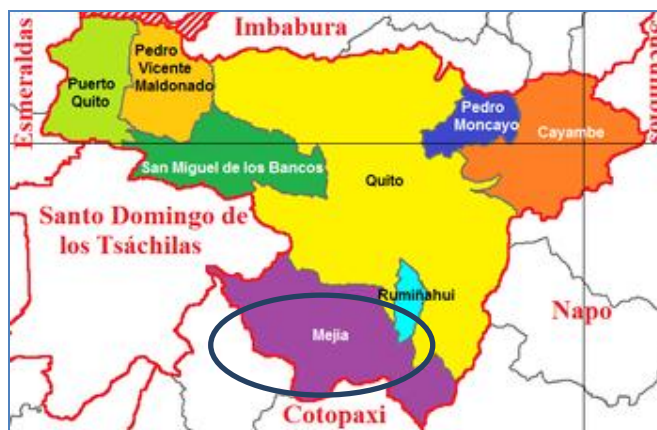 Imbabura
Esmeraldas
Pedro
Vicente
Maldonado
Puerto
Quito
Pedro
Moncayo
Cayambe
San Miguel de los Bancos
Quito
Santo Domingo de
los Tsáchilas
Rumiñahui
Napo
Mejia
Cotopaxi